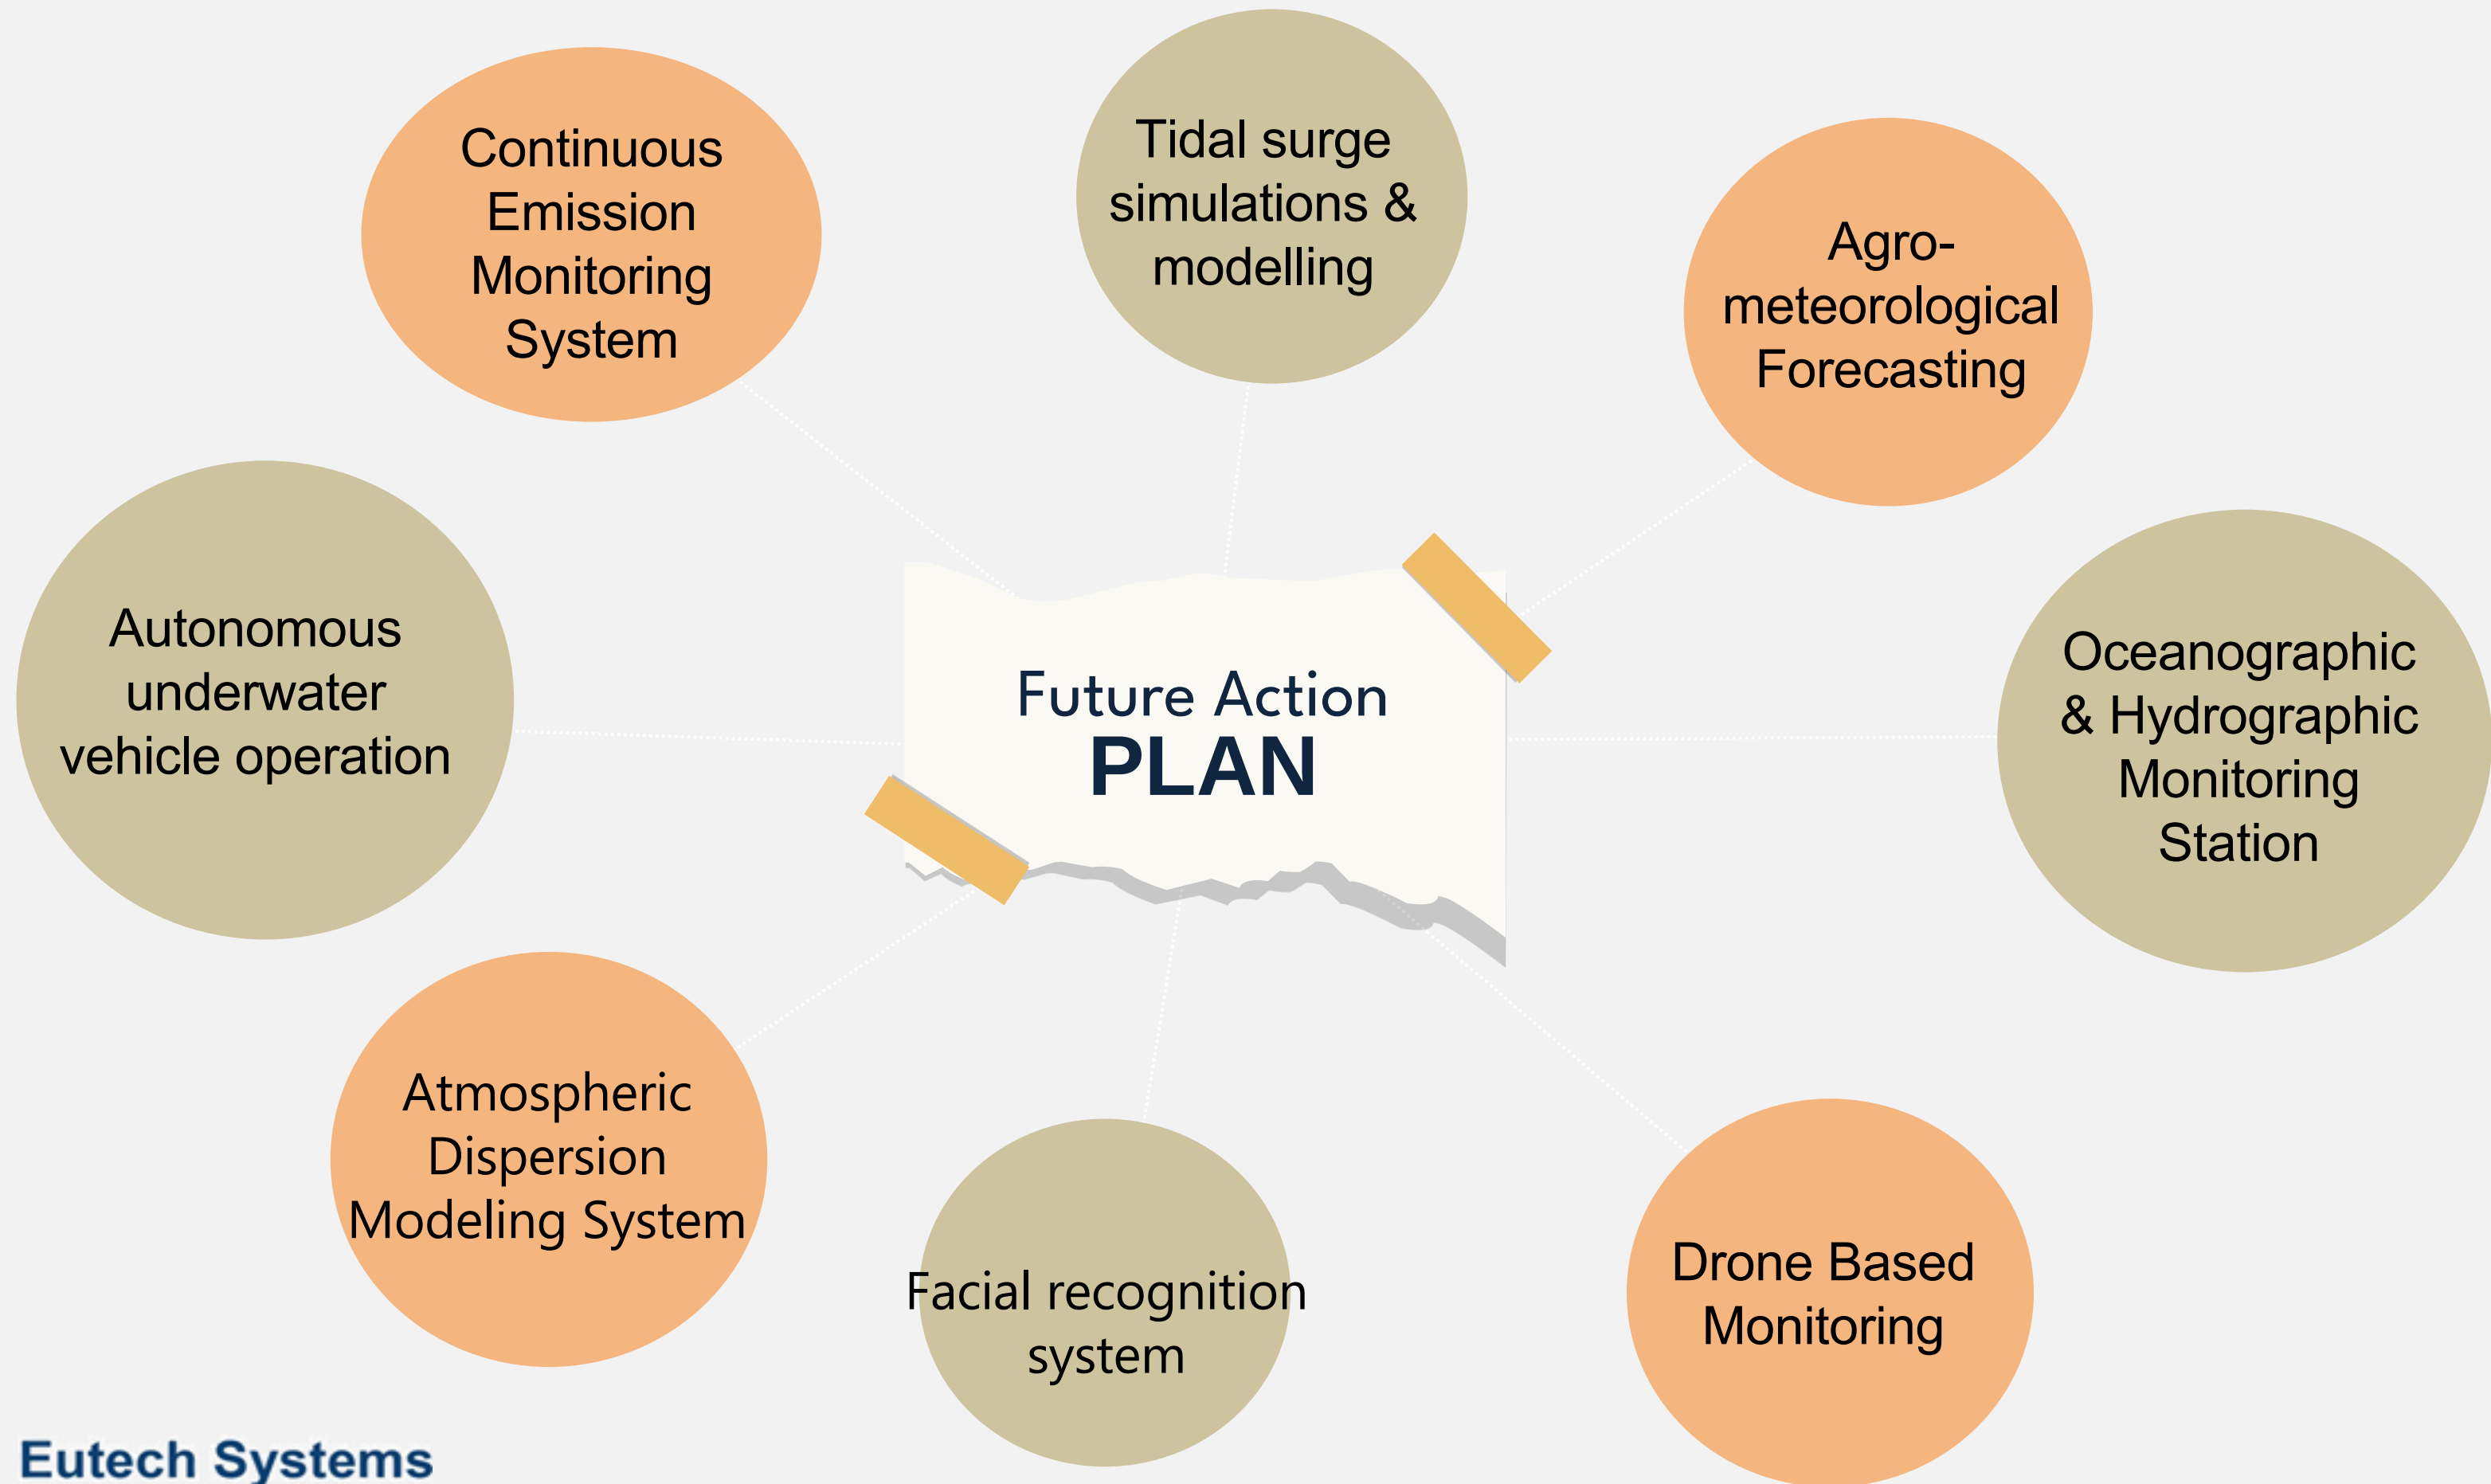 Continuous
Emission
Monitoring
System
Tidal surge
simulations &
modelling
Agro-
meteorological
Forecasting
Autonomous
underwater
vehicle operation
Future Action
PLAN
Oceanographic
& Hydrographic
Monitoring
Station
Atmospheric
Dispersion
Modeling System
Facial recognition
system
Drone Based
Monitoring
Eutech Systems